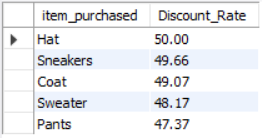 item_purchased Discount_Rate
Hat 50.00
Sneakers 49.66
Coat 49.07
Sweater 48.17
Pants 47.37